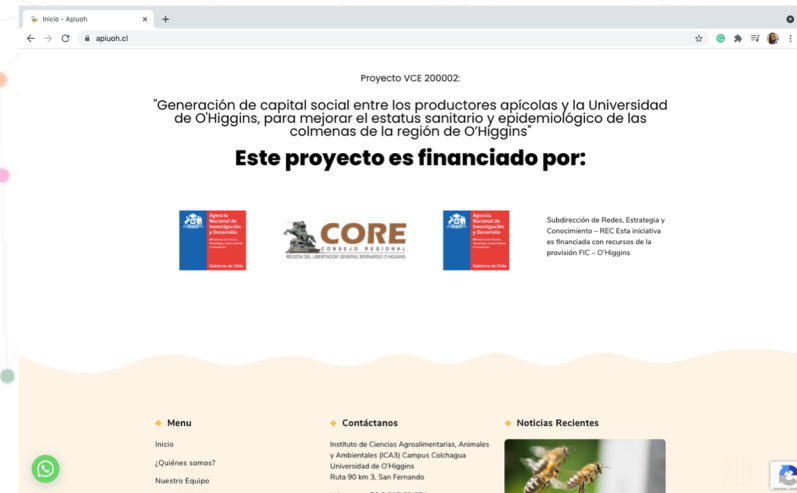 Inicio - Apiuoh
apiuoh.cl
Proyecto VCE 200002:
"Generación de capital social entre los productores apícolas y la Universidad
de O'Higgins, para mejorar el estatus sanitario y epidemiológico de las
colmenas de la región de O’Higgins"
Este proyecto es financiado por:
Agencia
Nacional de
Investigación
y Desarrollo
Gobierno de Chile
CORE
CONSEJO REGIONAL
REGIÓN DEL LIBERTADOR GENERAL BERNARDO O'HIGGINS
Agencia
Nacional de
Investigación
y Desarrollo
Gobierno de Chile
Subdirección de Redes, Estrategia y
Conocimiento – REC Esta iniciativa
es financiada con recursos de la
provisión FIC – O’Higgins
Menu
Inicio
¿Quiénes somos?
Nuestro Equipo
Contáctanos
Instituto de Ciencias Agroalimentarias, Animales
y Ambientales (ICA3) Campus Colchagua
Universidad de O'Higgins
Ruta 90 km 3, San Fernando
Noticias Recientes